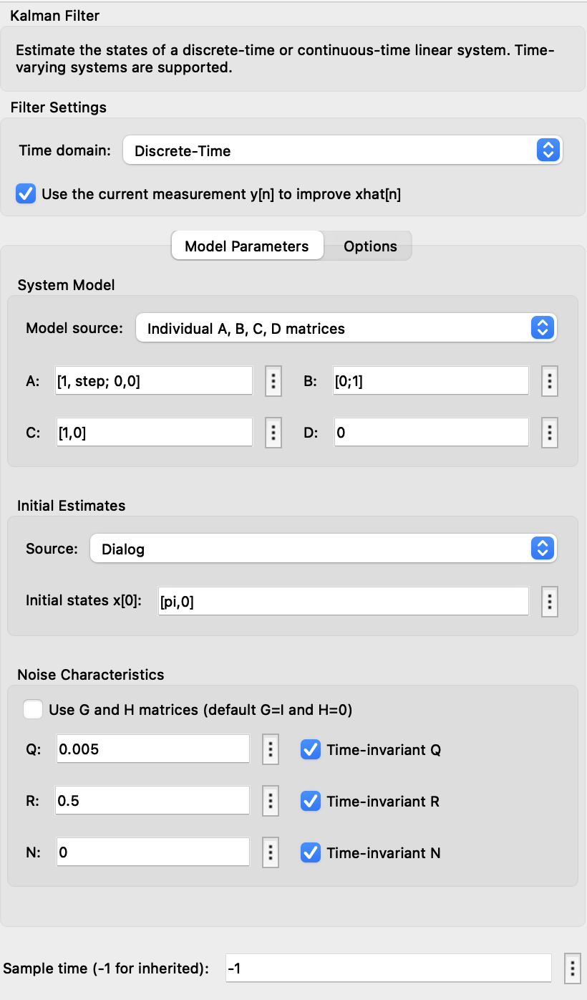 Kalman Filter
Estimate the states of a discrete-time or continuous-time linear system. Time-
varying systems are supported.
Filter Settings
Time domain: Discrete-Time
Use the current measurement y[n] to improve xhat[n]
Model Parameters Options
System Model
Model source: Individual A, B, C, D matrices
A: [1, step; 0,0] B: [0;1]
C: [1,0] D: 0
Initial Estimates
Source: Dialog
Initial states x[0]: [pi,0]
Noise Characteristics
Use G and H matrices (default G=I and H=0)
Q: 0.005 Time-invariant Q
R: 0.5 Time-invariant R
N: 0 Time-invariant N
Sample time (-1 for inherited): -1